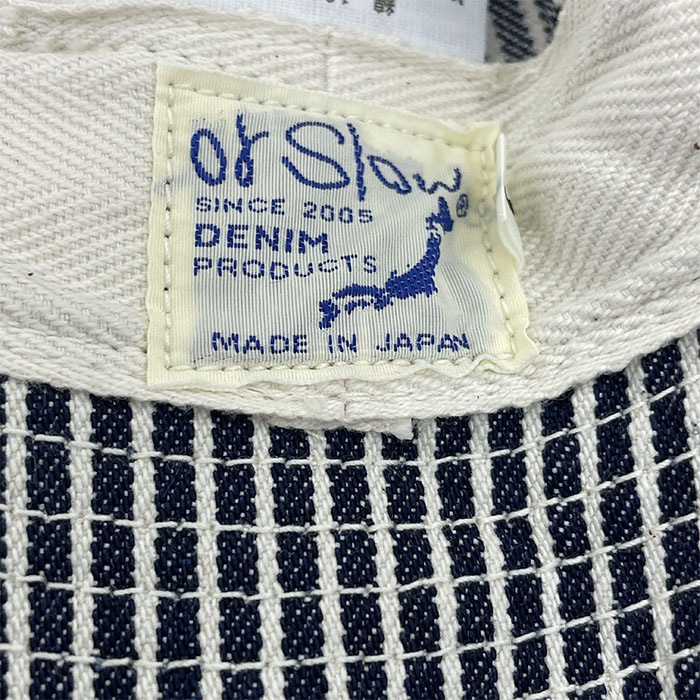 or Slow
®
SINCE 2005
DENIM
PRODUCTS
MADE IN JAPAN